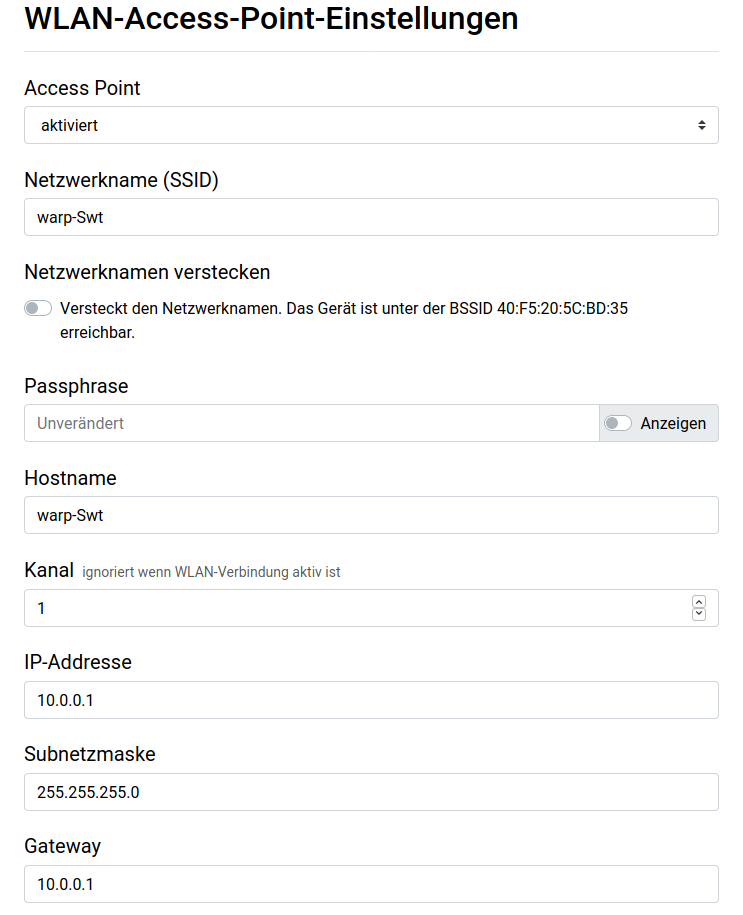 WLAN-Access-Point-Einstellungen
Access Point
aktiviert
Netzwerkname (SSID)
warp-Swt
Netzwerknamen verstecken
Versteckt den Netzwerknamen. Das Gerät ist unter der BSSID 40:F5:20:5C:BD:35
erreichbar.
Passphrase
Unverändert Anzeigen
Hostname
warp-Swt
Kanal ignoriert wenn WLAN-Verbindung aktiv ist
1
IP-Addresse
10.0.0.1
Subnetzmaske
255.255.255.0
Gateway
10.0.0.1